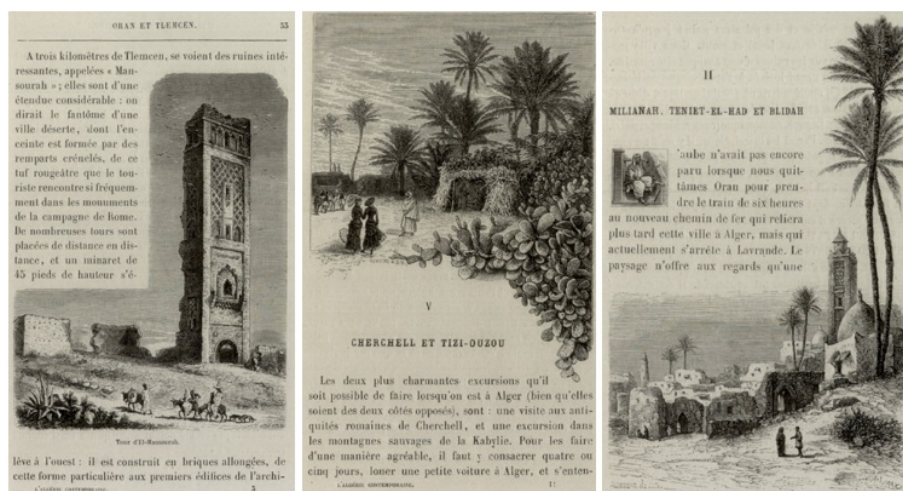 ORAN ET TLEMCEN. 53
A trois kilomètres de Tlemcen, se voient des ruines inté-
ressantes, appelées « Man-
sourah » ; elles sont d'une
étendue considérable : on
dirait le fantôme d'une
ville déserte, dont l'en-
ceinte est formée par des
remparts crénelés, de ce
tuf rougeâtre que le tou-
riste rencontre si fréquem-
ment dans les monuments
de la campagne de Rome.
De nombreuses tours sont
placées de distance en dis-
tance, et un minaret de
45 pieds de hauteur s'é-
Tour d'El-Mansourah.
lève à l'ouest : il est construit en briques allongées, de
cette forme particulière aux premiers édifices de l'archi-
L'ALGÉRIE CONTEMPORAINE.
V
CHERCHELL ET TIZI-OUZOU
Les deux plus charmantes excursions qu'il
soit possible de faire lorsqu'on est à Alger (bien qu'elles
soient des deux côtés opposés), sont : une visite aux anti-
quités romaines de Cherchell, et une excursion dans
les montagnes sauvages de la Kabylie. Pour les faire
d'une manière agréable, il faut y consacrer quatre ou
cinq jours, louer une petite voiture à Alger, et s'enten-
L'ALGÉRIE CONTEMPORAINE.
II
MILIANAH, TENIET-EL-HAD ET BLIDAH
L'aube n'avait pas encore
paru lorsque nous quit-
tâmes Oran pour pren-
dre le train de six heures
au nouveau chemin de fer qui reliera
plus tard cette ville à Alger, mais qui
actuellement s'arrête à Lavrande. Le
paysage n'offre aux regards qu'une